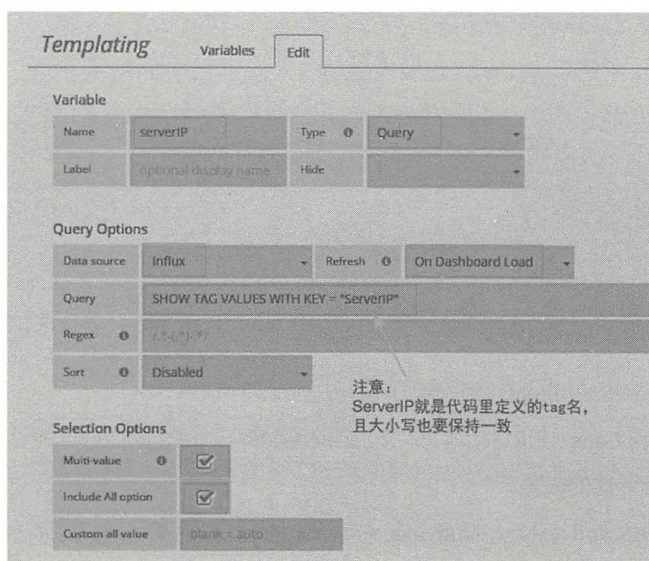 Templating Variables Edit
Variable
Name serverIP Type Query
Label optional display name Hide
Query Options
Data source Influx Refresh On Dashboard Load
Query SHOW TAG VALUES WITH KEY = "ServerIP"
Regex /.*-(.*)-.*/
Sort Disabled
注意：
ServerIP就是代码里定义的tag名，
且大小写也要保持一致
Selection Options
Multi-value
Include All option
Custom all value blank = auto